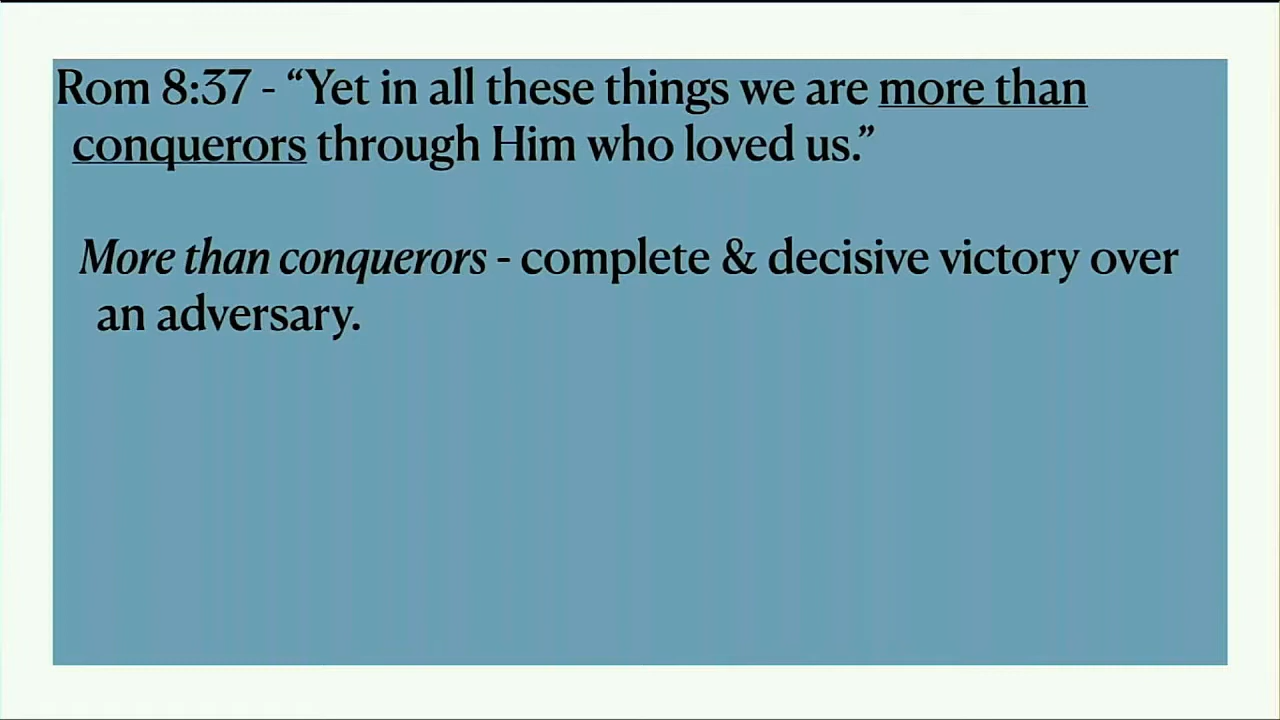 Rom 8:37 - “Yet in all these things we are more than
conquerors through Him who loved us.”
More than conquerors - complete & decisive victory over
an adversary.